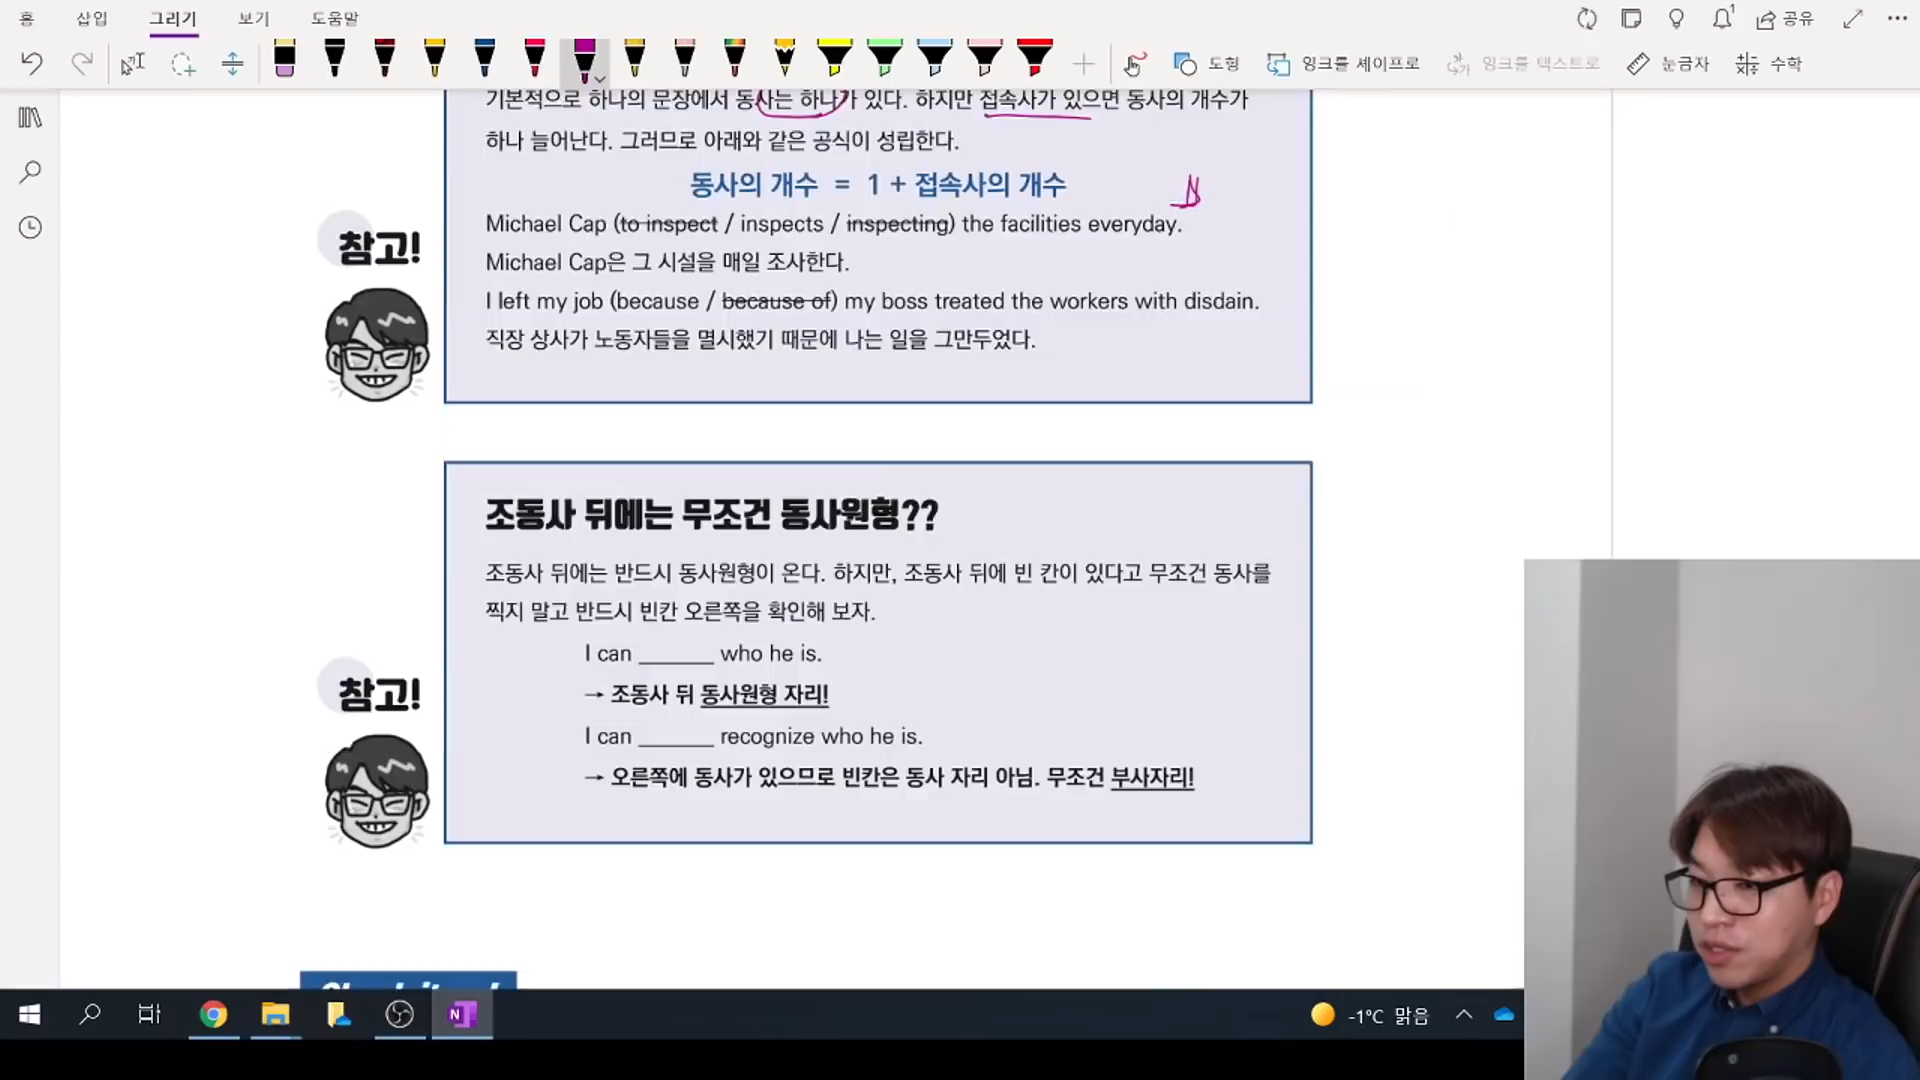 홈 삽입 그리기 보기 도움말 1 공유
도형 잉크를 셰이프로 잉크를 텍스트로 눈금자 수학
기본적으로 하나의 문장에서 동사는 하나가 있다. 하지만 접속사가 있으면 동사의 개수가
하나 늘어난다. 그러므로 아래와 같은 공식이 성립한다.
동사의 개수 = 1 + 접속사의 개수
Michael Cap (to inspect / inspects / inspecting) the facilities everyday.
참고!
Michael Cap은 그 시설을 매일 조사한다.
I left my job (because / because of) my boss treated the workers with disdain.
직장 상사가 노동자들을 멸시했기 때문에 나는 일을 그만두었다.
조동사 뒤에는 무조건 동사원형??
조동사 뒤에는 반드시 동사원형이 온다. 하지만, 조동사 뒤에 빈 칸이 있다고 무조건 동사를
찍지 말고 반드시 빈칸 오른쪽을 확인해 보자.
I can ______ who he is.
참고!
→ 조동사 뒤 동사원형 자리!
I can ______ recognize who he is.
→ 오른쪽에 동사가 있으므로 빈칸은 동사 자리 아님. 무조건 부사자리!
N
-1°C 맑음